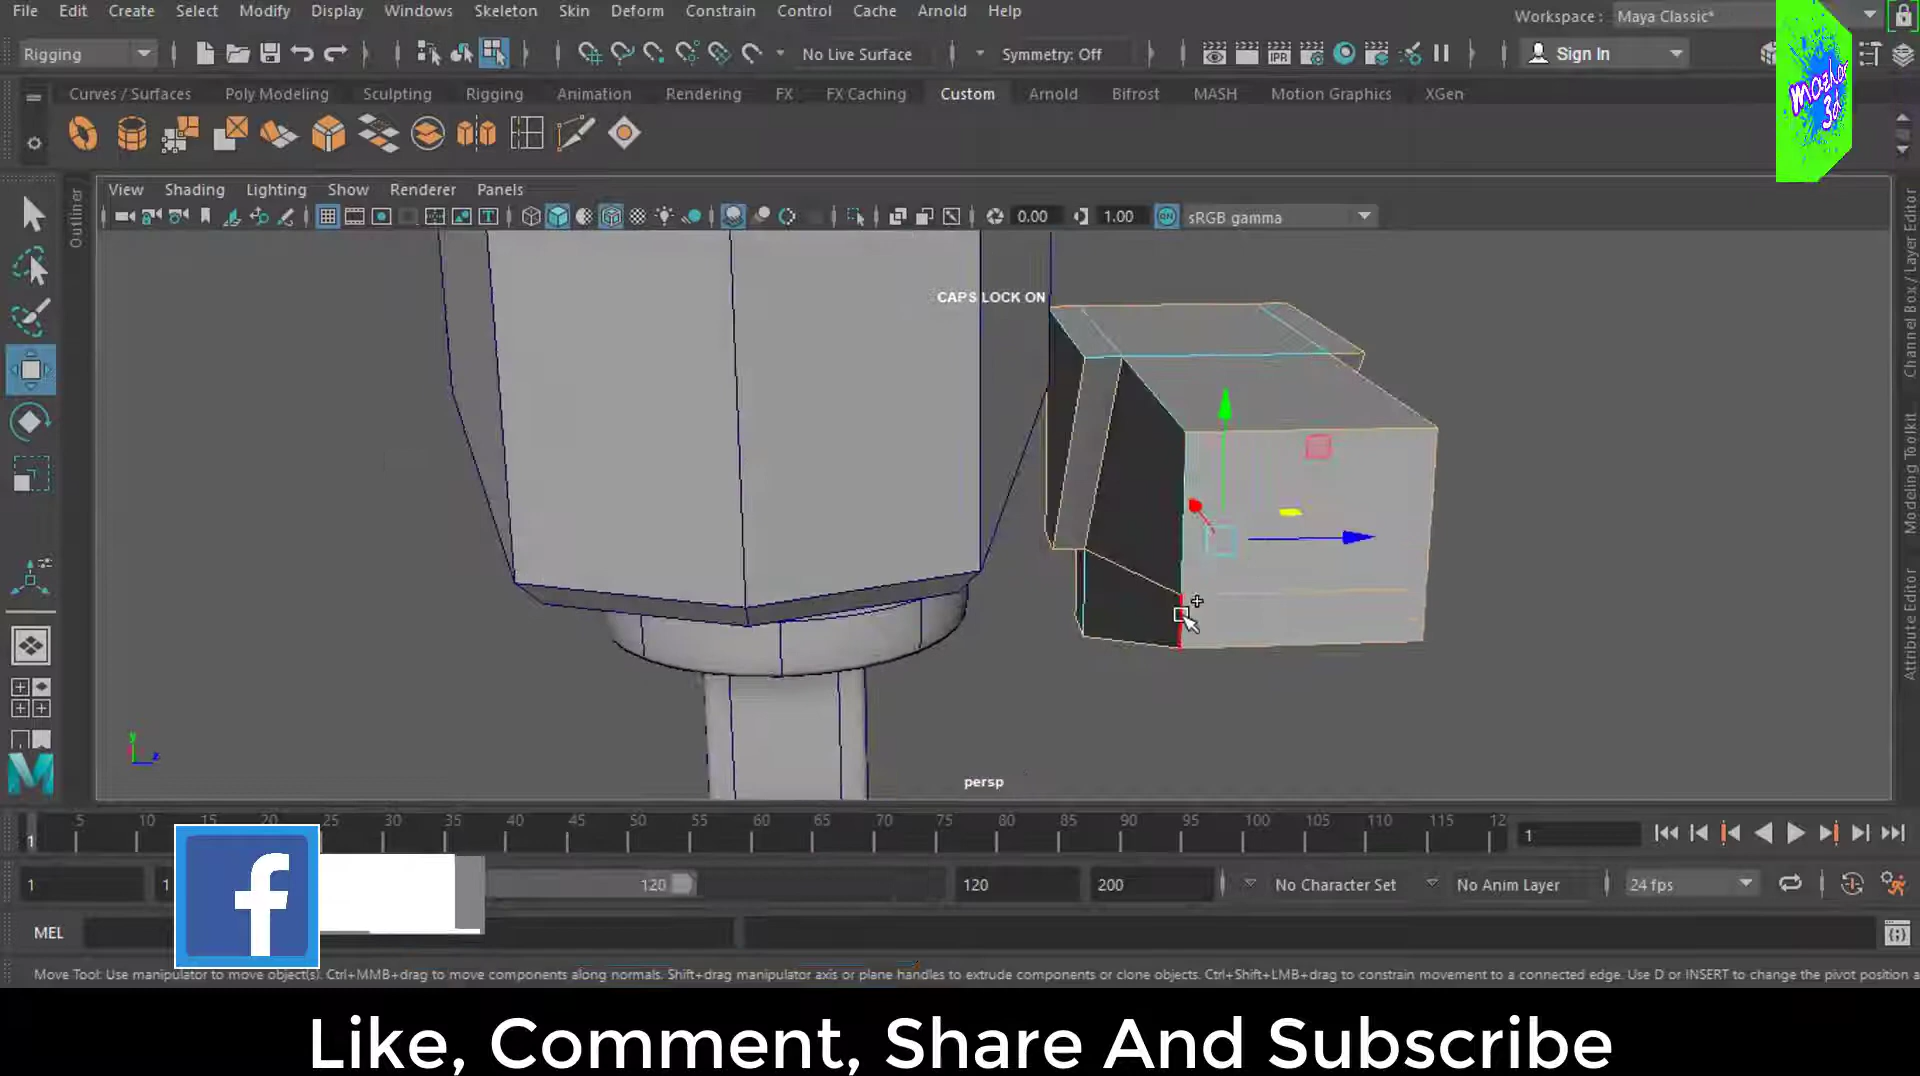 File Edit Create Select Modify Display Windows Skeleton Skin Deform Constrain Control Cache Arnold Help
Workspace : Maya Classic*
Rigging No Live Surface Symmetry: Off IPR Sign In
Curves / Surfaces Poly Modeling Sculpting Rigging Animation Rendering FX FX Caching Custom Arnold Bifrost MASH Motion Graphics XGen
mazhor
3d
View Shading Lighting Show Renderer Panels
0.00 1.00 ON sRGB gamma
Outliner
Channel Box / Layer Editor
Modeling Toolkit
Attribute Editor
CAPS LOCK ON
y
z
persp
M
5 10 15 20 25 30 35 40 45 50 55 60 65 70 75 80 85 90 95 100 105 110 115 12
1 1
1 1 120 120 200 No Character Set No Anim Layer 24 fps
f
MEL
Move Tool: Use manipulator to move object(s). Ctrl+MMB+drag to move components along normals. Shift+drag manipulator axis or plane handles to extrude components or clone objects. Ctrl+Shift+LMB+drag to constrain movement to a connected edge. Use D or INSERT to change the pivot position a
Like, Comment, Share And Subscribe